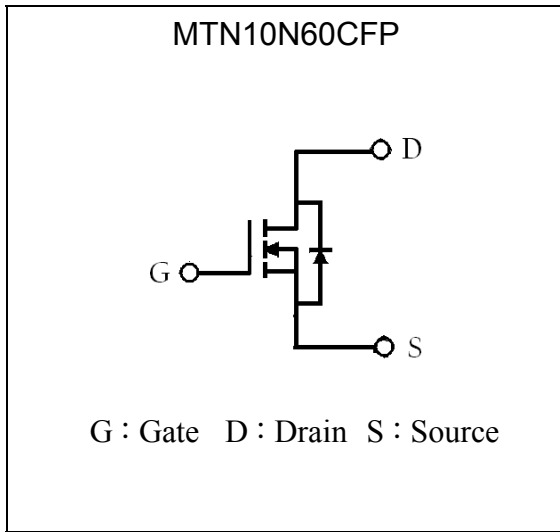 MTN10N60CFP
D
G
S
G：Gate D：Drain S：Source